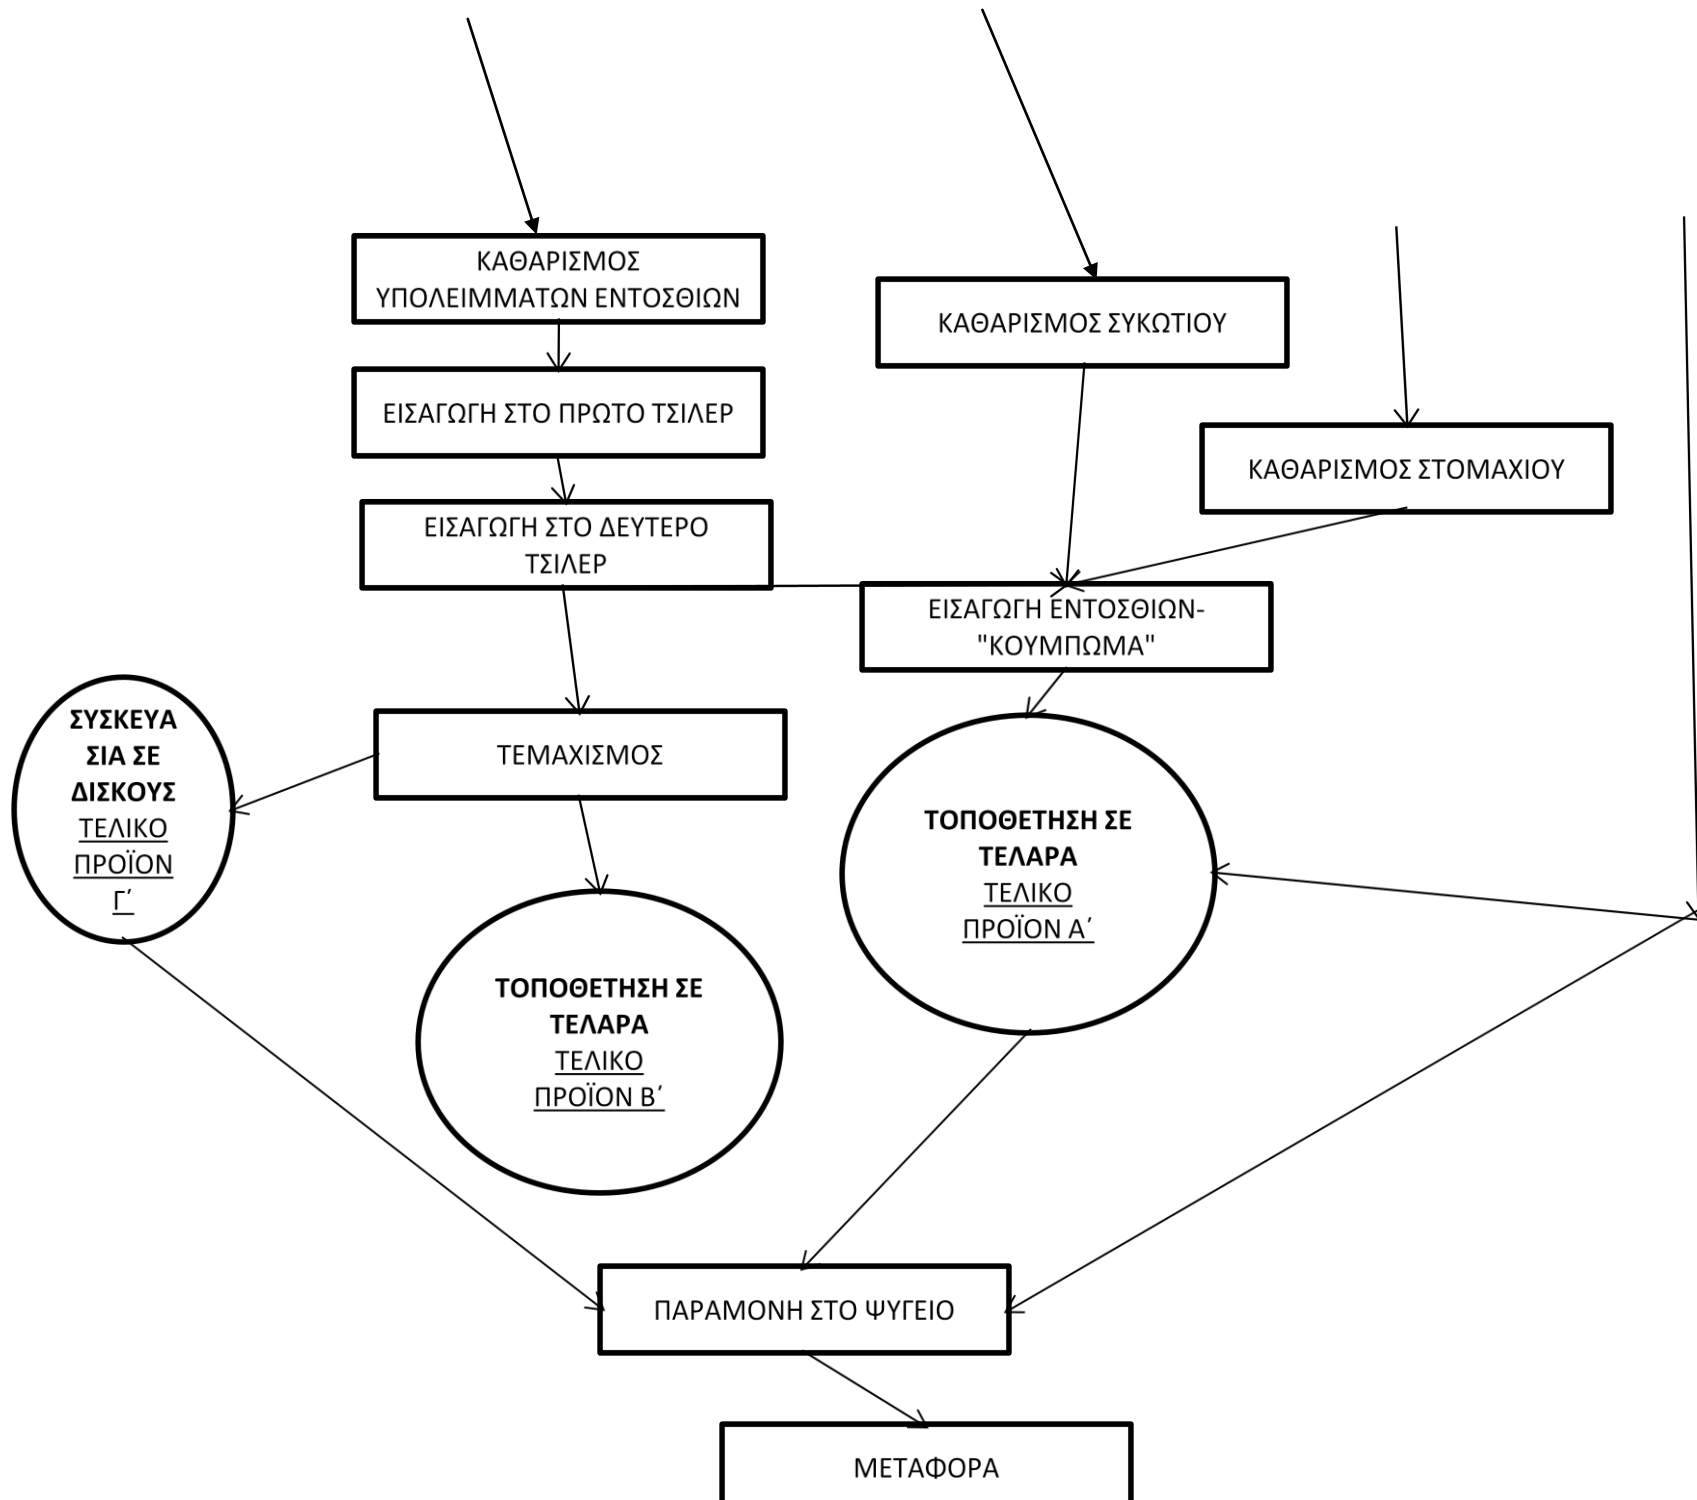 ΚΑΘΑΡΙΣΜΟΣ
ΥΠΟΛΕΙΜΜΑΤΩΝ ΕΝΤΟΣΘΙΩΝ
ΚΑΘΑΡΙΣΜΟΣ ΣΥΚΩΤΙΟΥ
ΕΙΣΑΓΩΓΗ ΣΤΟ ΠΡΩΤΟ ΤΣΙΛΕΡ
ΚΑΘΑΡΙΣΜΟΣ ΣΤΟΜΑΧΙΟΥ
ΕΙΣΑΓΩΓΗ ΣΤΟ ΔΕΥΤΕΡΟ
ΤΣΙΛΕΡ
ΕΙΣΑΓΩΓΗ ΕΝΤΟΣΘΙΩΝ-
"ΚΟΥΜΠΩΜΑ"
ΣΥΣΚΕΥΑ
ΣΙΑ ΣΕ
ΔΙΣΚΟΥΣ
ΤΕΛΙΚΟ
ΠΡΟΪΟΝ
Γ΄
ΤΕΜΑΧΙΣΜΟΣ
ΤΟΠΟΘΕΤΗΣΗ ΣΕ
ΤΕΛΑΡΑ
ΤΕΛΙΚΟ
ΠΡΟΪΟΝ Α΄
ΤΟΠΟΘΕΤΗΣΗ ΣΕ
ΤΕΛΑΡΑ
ΤΕΛΙΚΟ
ΠΡΟΪΟΝ Β΄
ΠΑΡΑΜΟΝΗ ΣΤΟ ΨΥΓΕΙΟ
ΜΕΤΑΦΟΡΑ